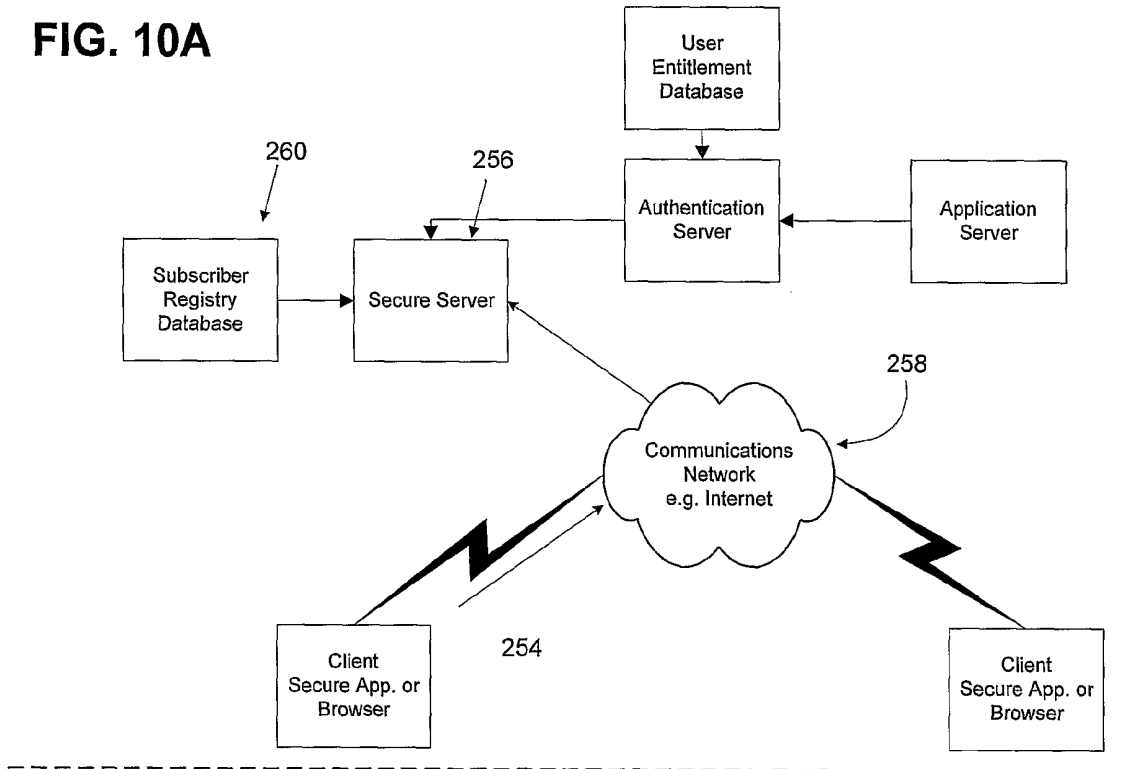 FIG. 10A
User
Entitlement
Database
260
256
Authentication
Server
Application
Server
Subscriber
Registry
Database
Secure Server
258
Communications
Network
e.g. Internet
254
Client
Secure App. or
Browser
Client
Secure App. or
Browser